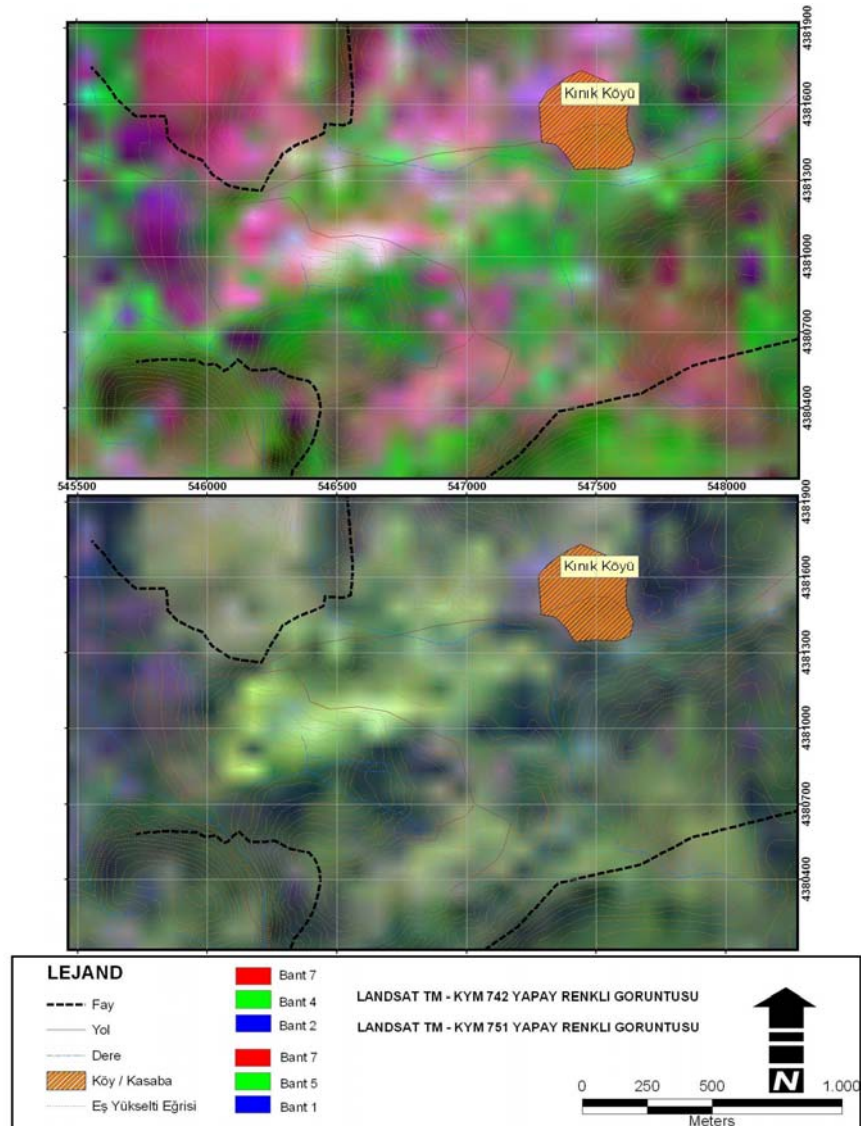 4381900
4381600
4381300
4381000
4380700
4380400
Kınık Köyü
545500 546000 546500 547000 547500 548000
4381900
4381600
4381300
4381000
4380700
4380400
Kınık Köyü
LEJAND
Fay
Yol
Dere
Köy / Kasaba
Eş Yükselti Eğrisi
Bant 7
Bant 4
Bant 2
Bant 7
Bant 5
Bant 1
LANDSAT TM - KYM 742 YAPAY RENKLI GORUNTUSU
LANDSAT TM - KYM 751 YAPAY RENKLI GORUNTUSU
N
0 250 500 1.000
Meters